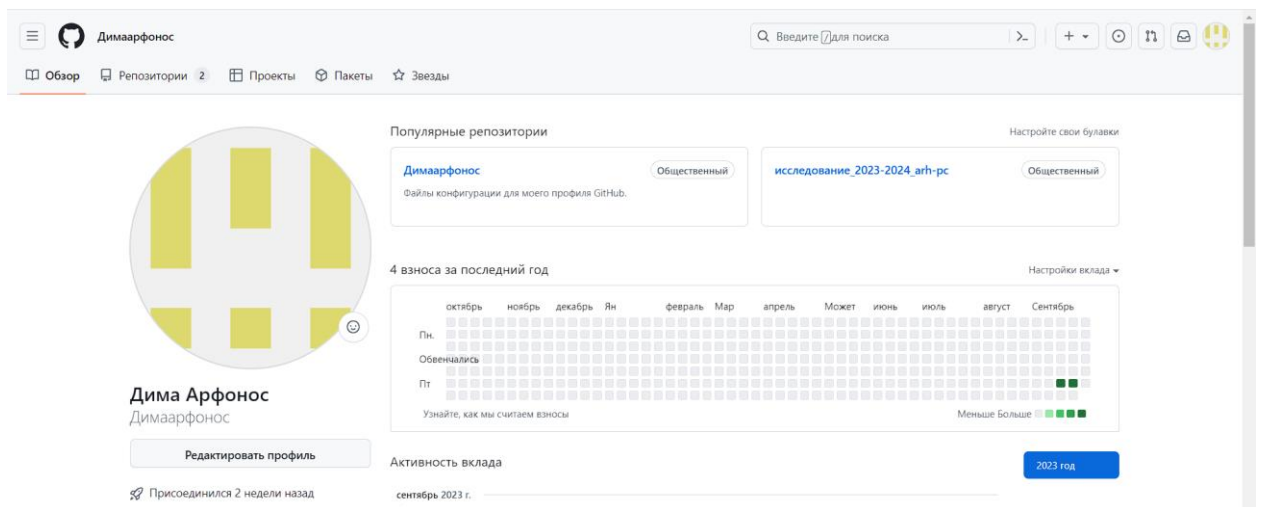 Димаарфонос
Введите / для поиска
Обзор Репозитории 2 Проекты Пакеты Звезды
Популярные репозитории Настройте свои булавки
Димаарфонос Общественный
Файлы конфигурации для моего профиля GitHub.
исследование_2023-2024_arh-pc Общественный
4 взноса за последний год Настройки вклада
октябрь ноябрь декабрь Ян февраль Мар апрель Может июнь июль август Сентябрь
Пн.
Обвенчались
Пт
Узнайте, как мы считаем взносы Меньше Больше
Дима Арфонос
Димаарфонос
Редактировать профиль
Присоединился 2 недели назад
Активность вклада 2023 год
сентябрь 2023 г.